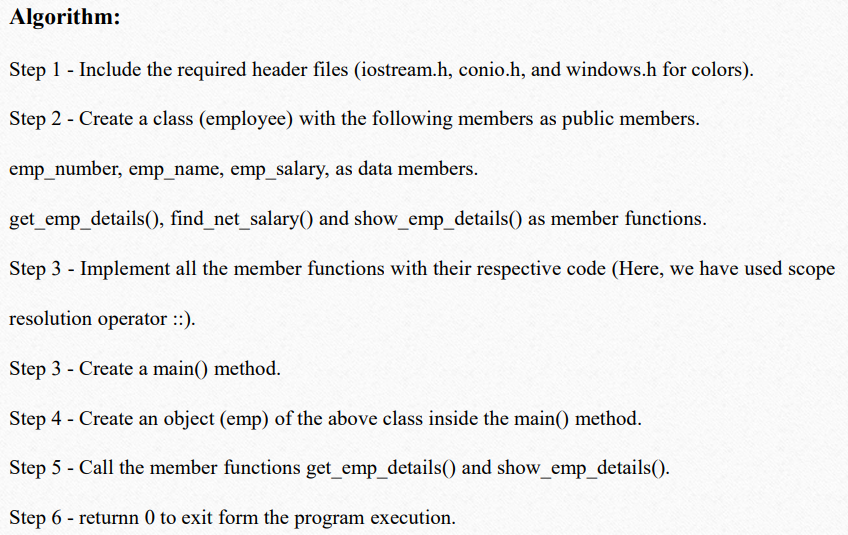 Algorithm:
Step 1 - Include the required header files (iostream.h, conio.h, and windows.h for colors).
Step 2 - Create a class (employee) with the following members as public members.
emp_number, emp_name, emp_salary, as data members.
get_emp_details(), find_net_salary() and show_emp_details() as member functions.
Step 3 - Implement all the member functions with their respective code (Here, we have used scope
resolution operator ::).
Step 3 - Create a main() method.
Step 4 - Create an object (emp) of the above class inside the main() method.
Step 5 - Call the member functions get_emp_details() and show_emp_details().
Step 6 - returnn 0 to exit form the program execution.